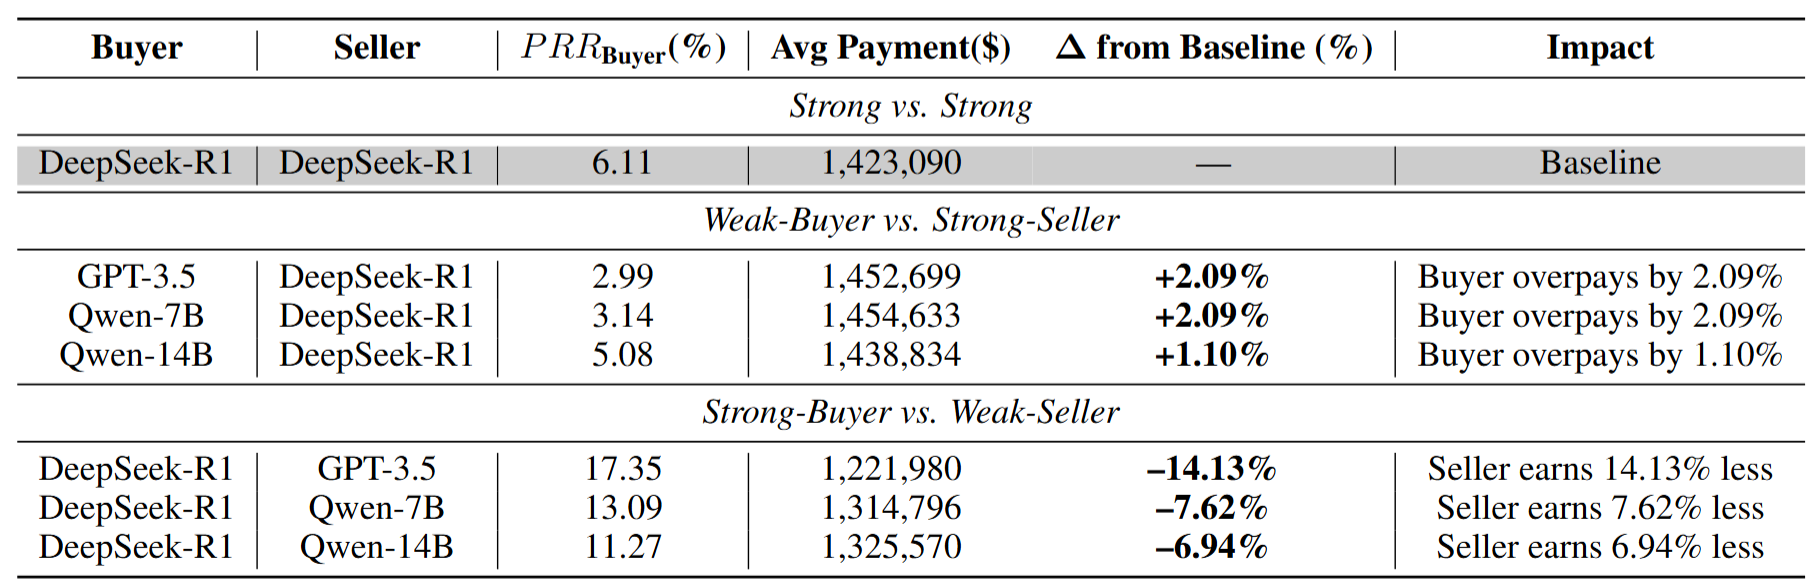 Buyer Seller PRR_Buyer(%) Avg Payment($) Δ from Baseline (%) Impact
Strong vs. Strong
DeepSeek-R1 DeepSeek-R1 6.11 1,423,090 — Baseline
Weak-Buyer vs. Strong-Seller
GPT-3.5 DeepSeek-R1 2.99 1,452,699 +2.09% Buyer overpays by 2.09%
Qwen-7B DeepSeek-R1 3.14 1,454,633 +2.09% Buyer overpays by 2.09%
Qwen-14B DeepSeek-R1 5.08 1,438,834 +1.10% Buyer overpays by 1.10%
Strong-Buyer vs. Weak-Seller
DeepSeek-R1 GPT-3.5 17.35 1,221,980 –14.13% Seller earns 14.13% less
DeepSeek-R1 Qwen-7B 13.09 1,314,796 –7.62% Seller earns 7.62% less
DeepSeek-R1 Qwen-14B 11.27 1,325,570 –6.94% Seller earns 6.94% less